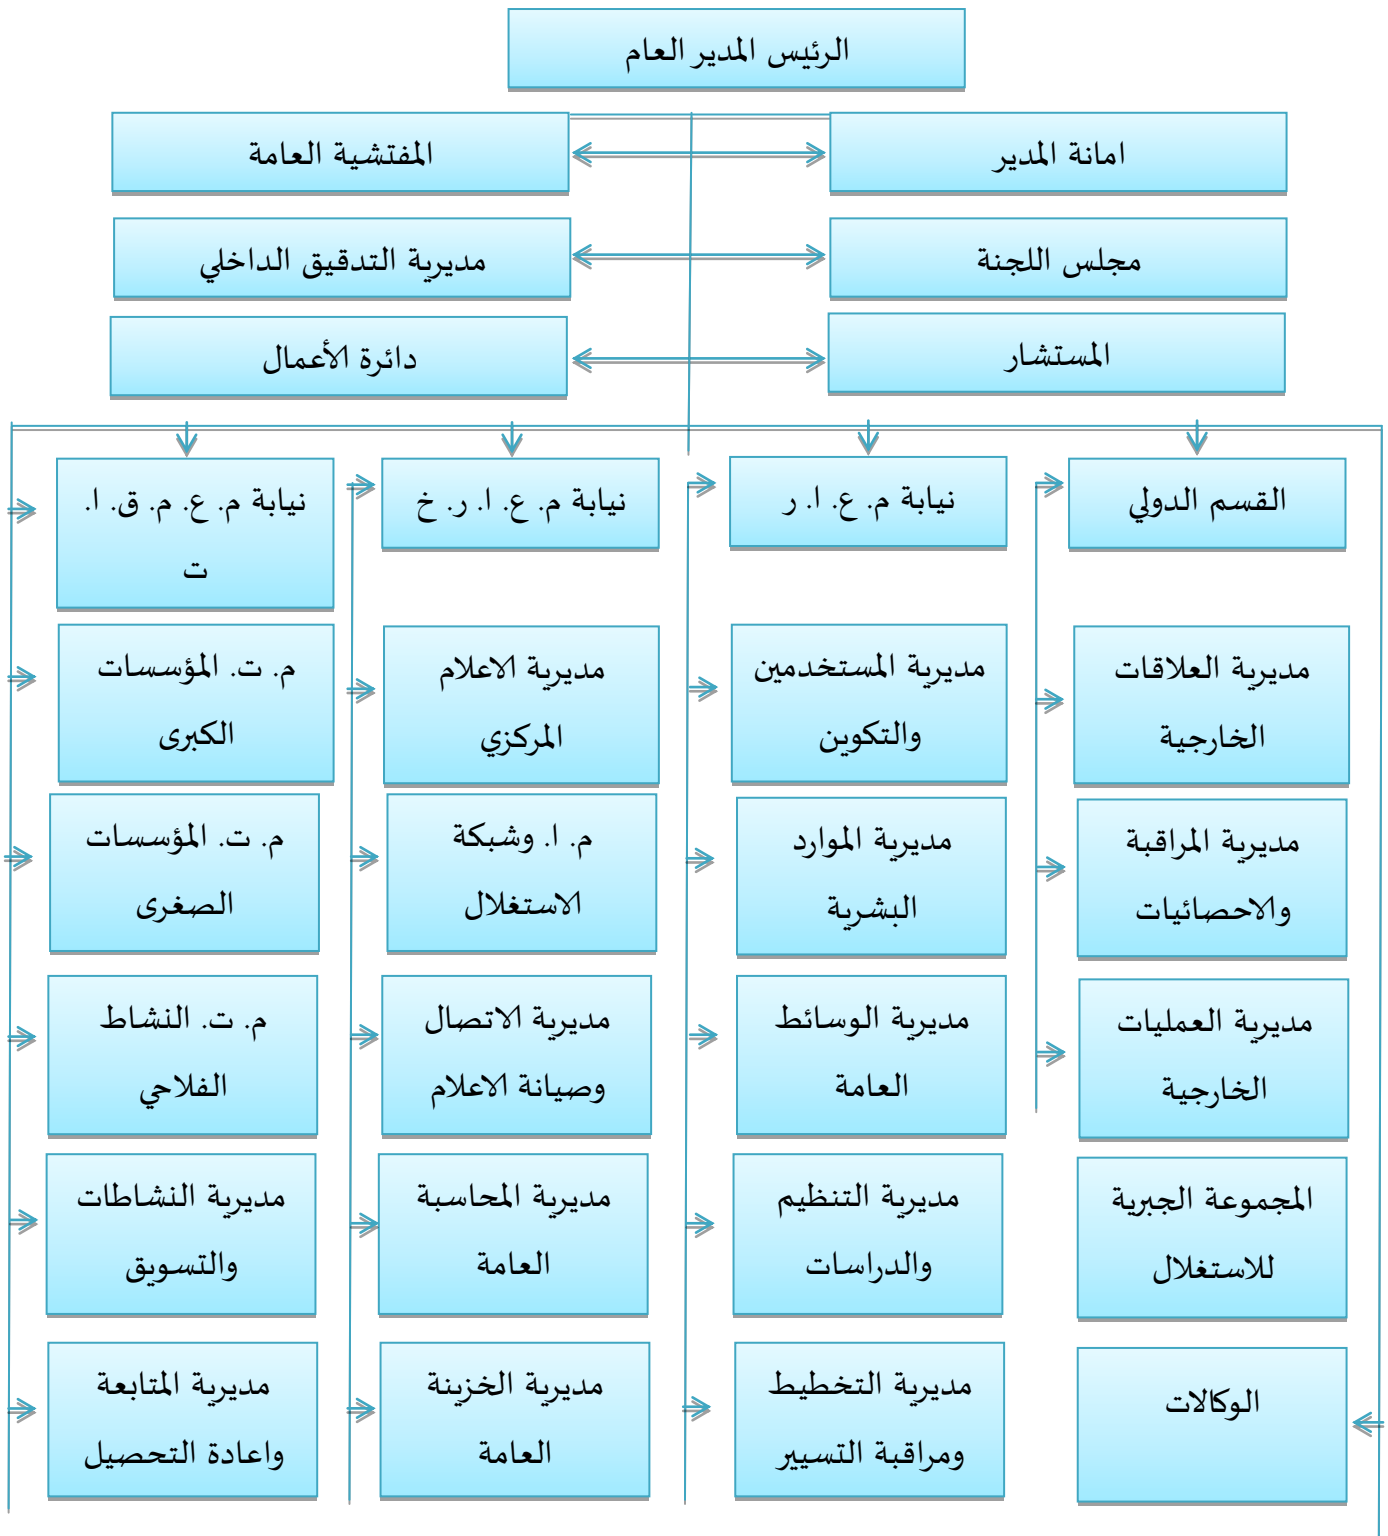 الرئيس المدير العام
امانة المدير
المفتشية العامة
مجلس اللجنة
مديرية التدقيق الداخلي
المستشار
دائرة الأعمال
القسم الدولي
نيابة م. ع. ا. ر
نيابة م. ع. ا. ر. خ
نيابة م. ع. م. ق. ا.
ت
مديرية العلاقات
الخارجية
مديرية المستخدمين
والتكوين
مديرية الاعلام
المركزي
م. ت. المؤسسات
الكبرى
مديرية المراقبة
والاحصائيات
مديرية الموارد
البشرية
م. ا. وشبكة
الاستغلال
م. ت. المؤسسات
الصغرى
مديرية العمليات
الخارجية
مديرية الوسائط
العامة
مديرية الاتصال
وصيانة الاعلام
م. ت. النشاط
الفلاحي
المجموعة الجبرية
للاستغلال
مديرية التنظيم
والدراسات
مديرية المحاسبة
العامة
مديرية النشاطات
والتسويق
الوكالات
مديرية التخطيط
ومراقبة التسيير
مديرية الخزينة
العامة
مديرية المتابعة
واعادة التحصيل